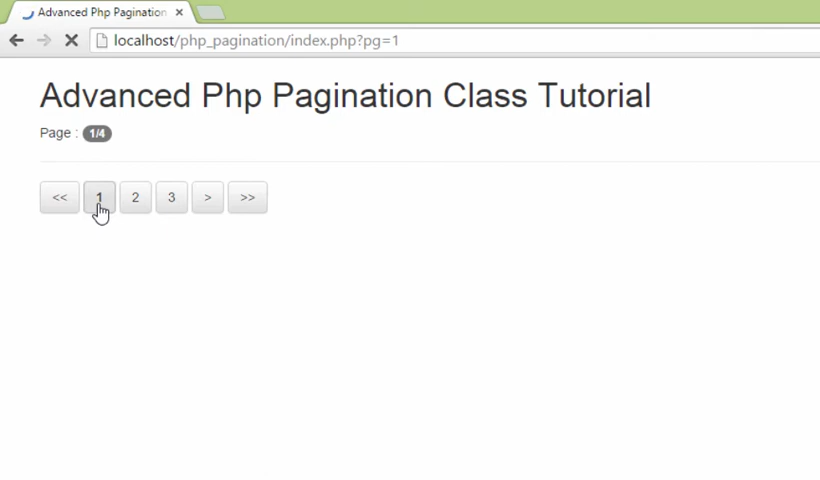 Advanced Php Pagination
localhost/php_pagination/index.php?pg=1
Advanced Php Pagination Class Tutorial
Page : 1/4
<< 1 2 3 > >>